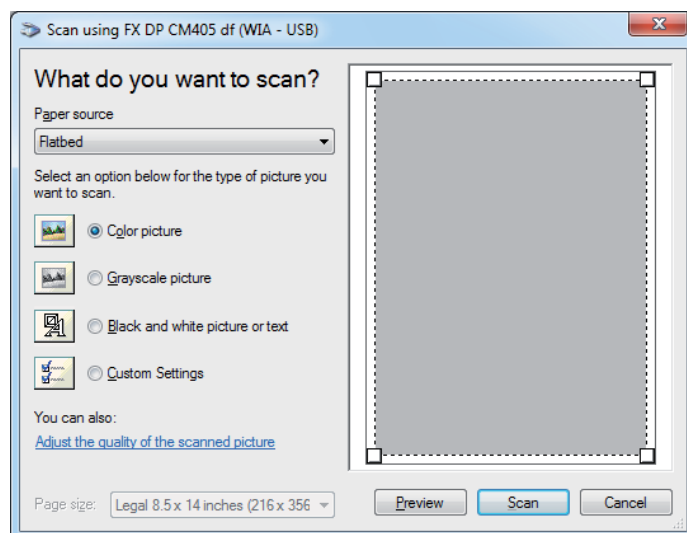 Scan using FX DP CM405 df (WIA - USB)
What do you want to scan?
Paper source
Flatbed
Select an option below for the type of picture you
want to scan.
Color picture
Grayscale picture
Black and white picture or text
Custom Settings
You can also:
Adjust the quality of the scanned picture
Page size:
Legal 8.5 x 14 inches (216 x 356
Preview
Scan
Cancel